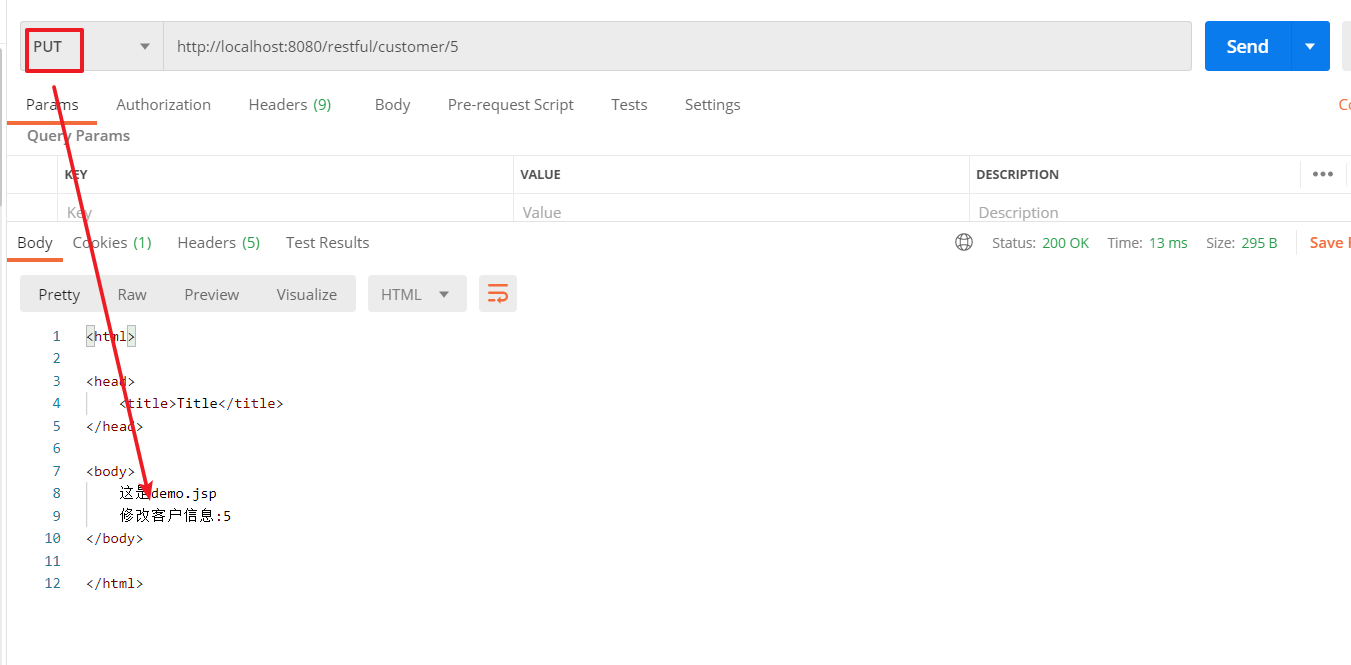 PUT http://localhost:8080/restful/customer/5 Send
Params Authorization Headers (9) Body Pre-request Script Tests Settings
Query Params
KEY VALUE DESCRIPTION •••
Key Value Description
Body Cookies (1) Headers (5) Test Results Status: 200 OK Time: 13 ms Size: 295 B Save
Pretty Raw Preview Visualize HTML
1 <html>
2
3 <head>
4 <title>Title</title>
5 </head>
6
7 <body>
8 这是demo.jsp
9 修改客户信息:5
10 </body>
11
12 </html>